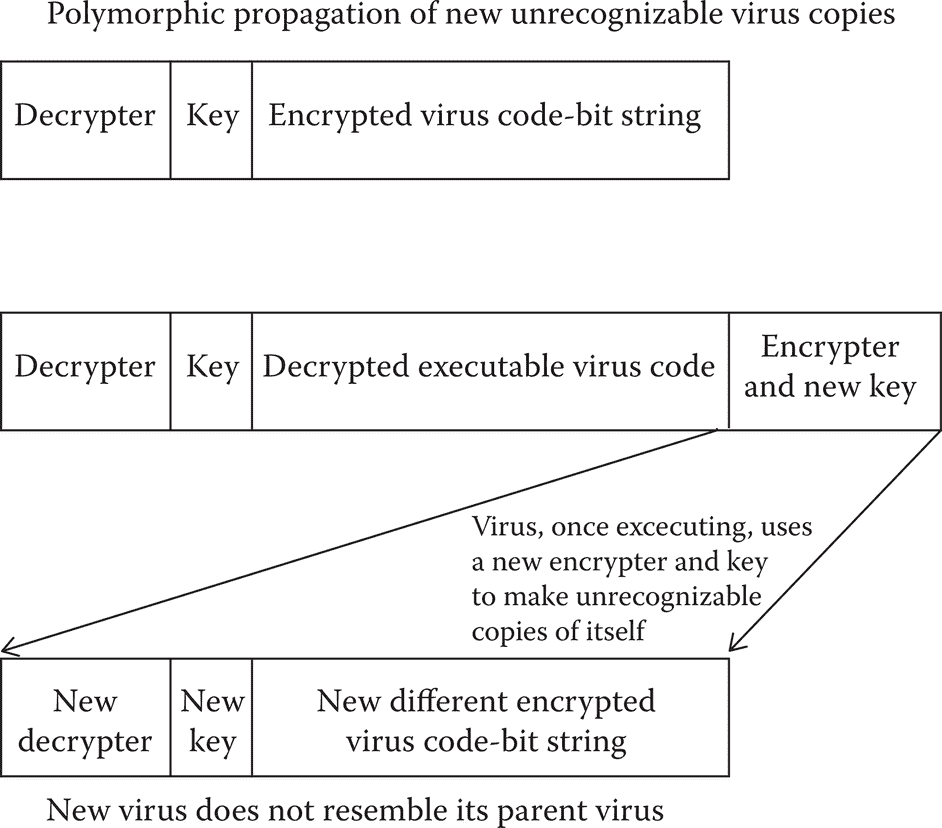 Polymorphic propagation of new unrecognizable virus copies
Decrypter
Key
Encrypted virus code-bit string
Decrypter
Key
Decrypted executable virus code
Encrypter
and new key
Virus, once excecuting, uses
a new encrypter and key
to make unrecognizable
copies of itself
New
decrypter
New
key
New different encrypted
virus code-bit string
New virus does not resemble its parent virus